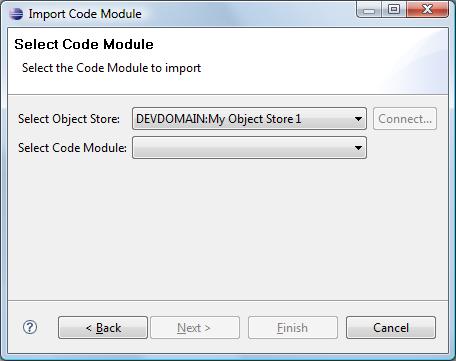 Import Code Module
Select Code Module
Select the Code Module to import
Select Object Store: DEVDOMAIN:My Object Store 1 Connect...
Select Code Module:
? < Back Next > Finish Cancel